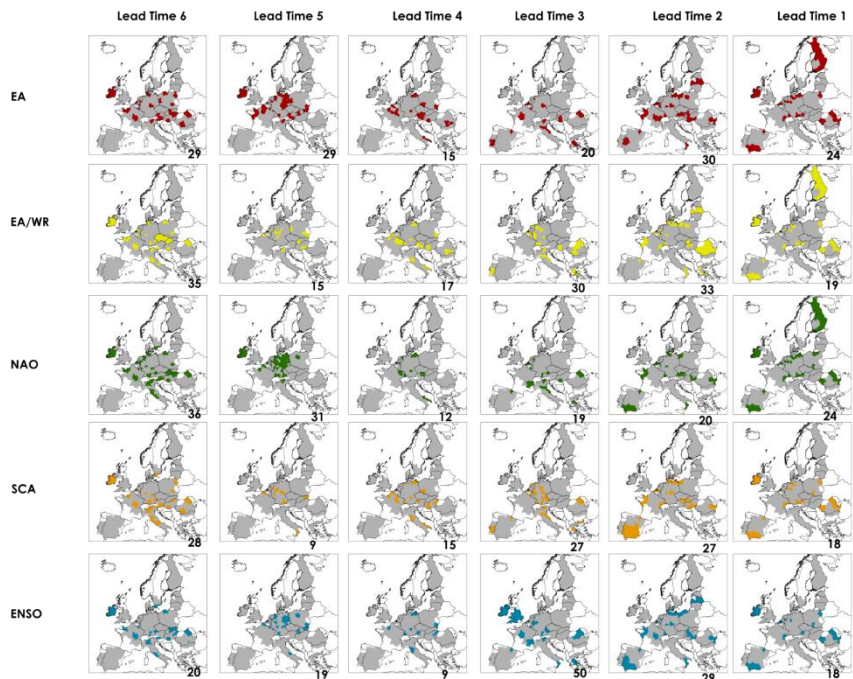 Lead Time 6 Lead Time 5 Lead Time 4 Lead Time 3 Lead Time 2 Lead Time 1
EA
29 29 15 20 30 24
EA/WR
35 15 17 30 33 19
NAO
36 31 12 19 20 24
SCA
28 9 15 27 27 18
ENSO
20 19 9 50 28 18